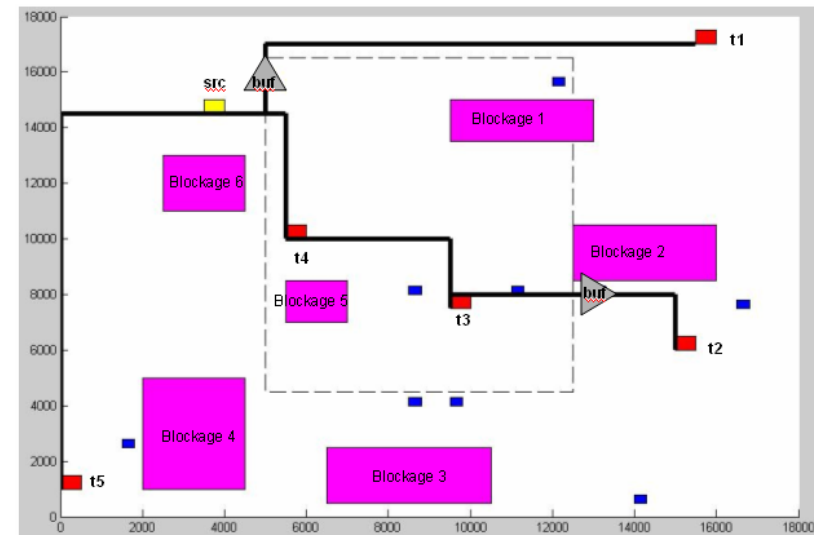 18000
t1
16000
src
buf
14000
Blockage 1
12000
Blockage 6
10000
t4
Blockage 2
8000
Blockage 5
buf
t3
6000
t2
4000
Blockage 4
2000
Blockage 3
t5
0
0
2000
4000
6000
8000
10000
12000
14000
16000
18000